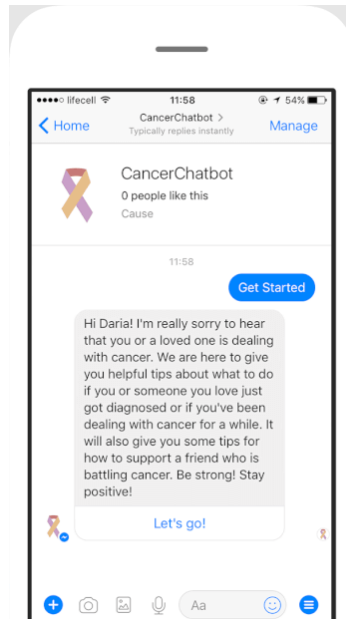 lifecell 11:58 54%
Home CancerChatbot > Manage
Typically replies instantly
CancerChatbot
0 people like this
Cause
11:58
Get Started
Hi Daria! I'm really sorry to hear
that you or a loved one is dealing
with cancer. We are here to give
you helpful tips about what to do
if you or someone you love just
got diagnosed or if you've been
dealing with cancer for a while. It
will also give you some tips for
how to support a friend who is
battling cancer. Be strong! Stay
positive!
Let's go!
Aa